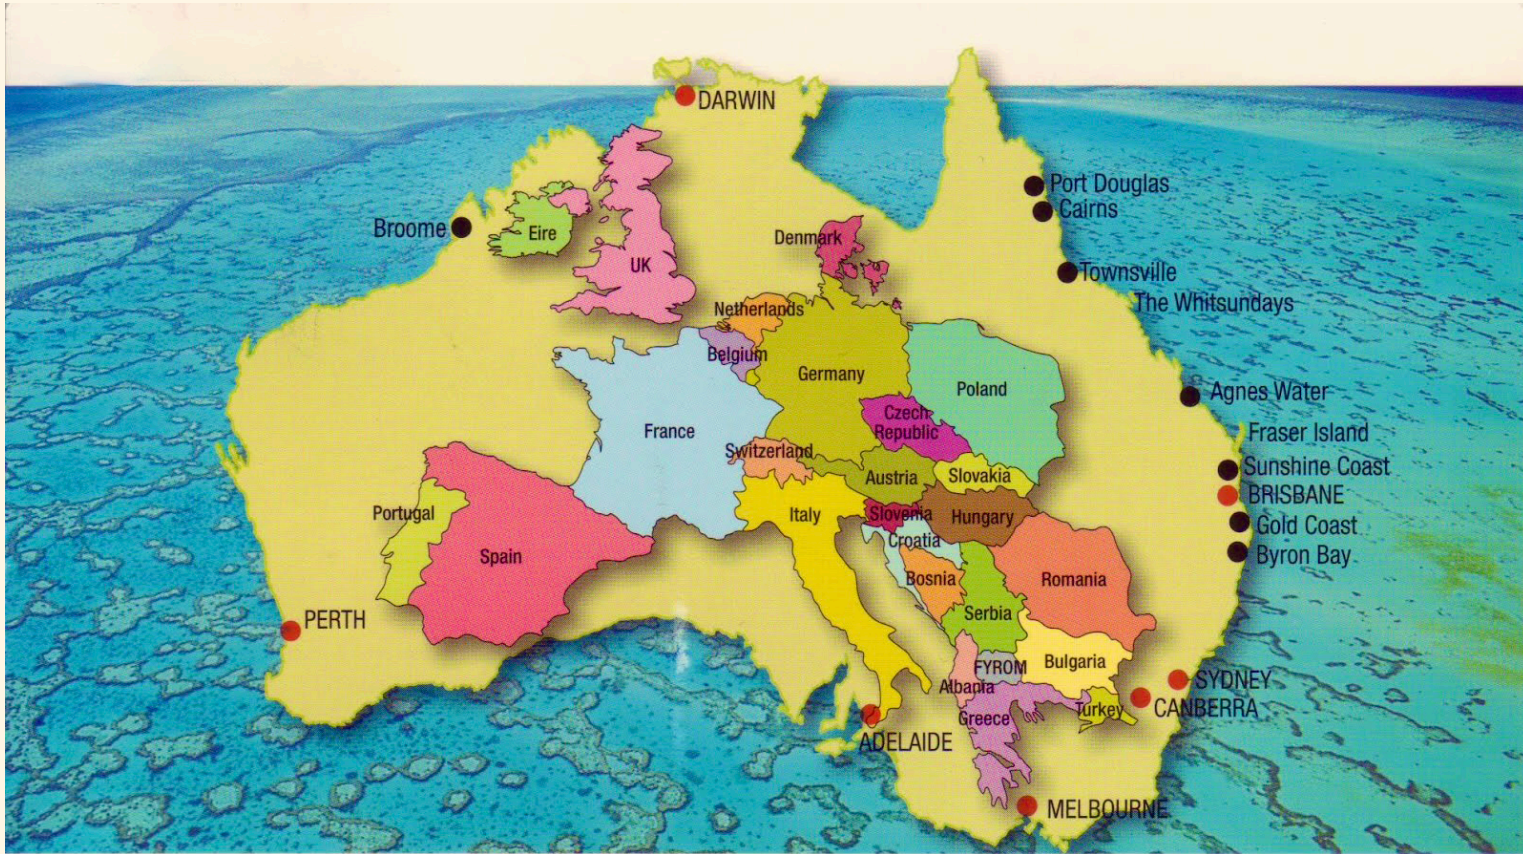 DARWIN
Port Douglas
Cairns
Broome
Eire
UK
Denmark
Townsville
The Whitsundays
Netherlands
Belgium
Germany
Poland
Agnes Water
France
Czech
Republic
Fraser Island
Switzerland
Sunshine Coast
Austria
Slovakia
BRISBANE
Portugal
Italy
Slovenia
Hungary
Gold Coast
Croatia
Spain
Byron Bay
Bosnia
Romania
PERTH
Serbia
FYROM
Bulgaria
SYDNEY
Albania
CANBERRA
Greece
Turkey
ADELAIDE
MELBOURNE